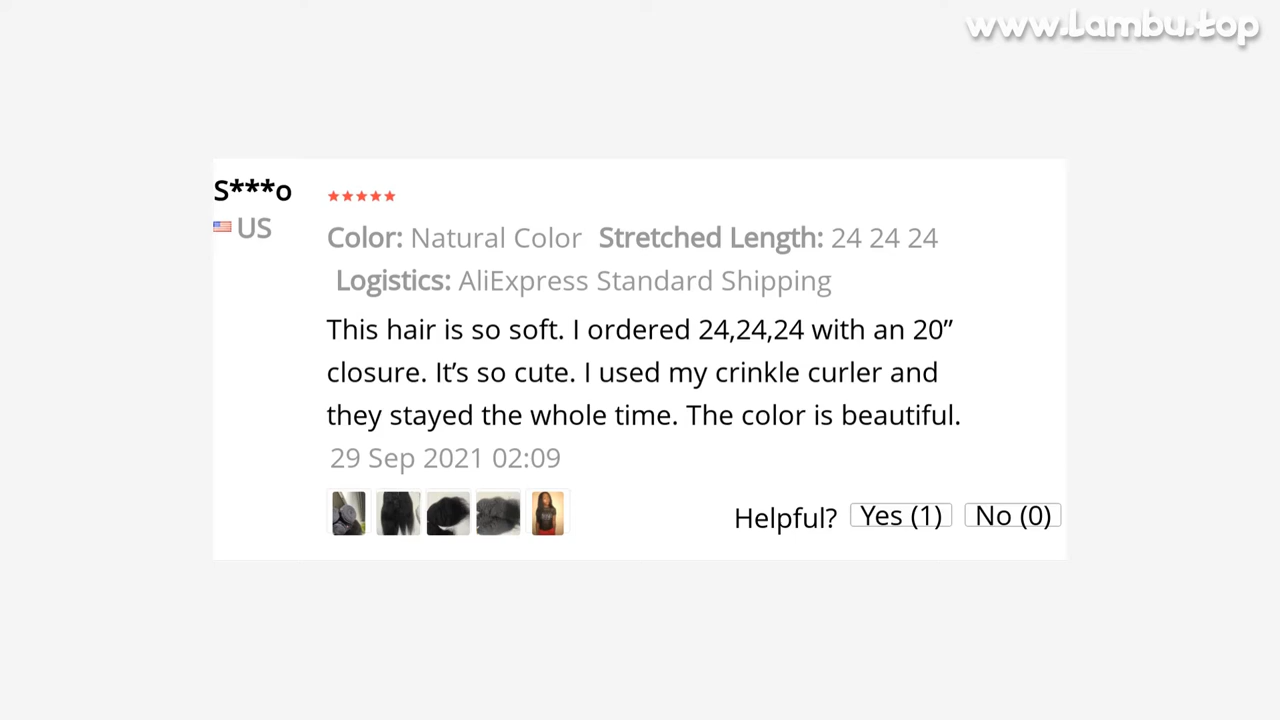 www.Lambu.top
S***o
US
Color: Natural Color Stretched Length: 24 24 24
Logistics: AliExpress Standard Shipping
This hair is so soft. I ordered 24,24,24 with an 20”
closure. It’s so cute. I used my crinkle curler and
they stayed the whole time. The color is beautiful.
29 Sep 2021 02:09
Helpful? Yes (1) No (0)